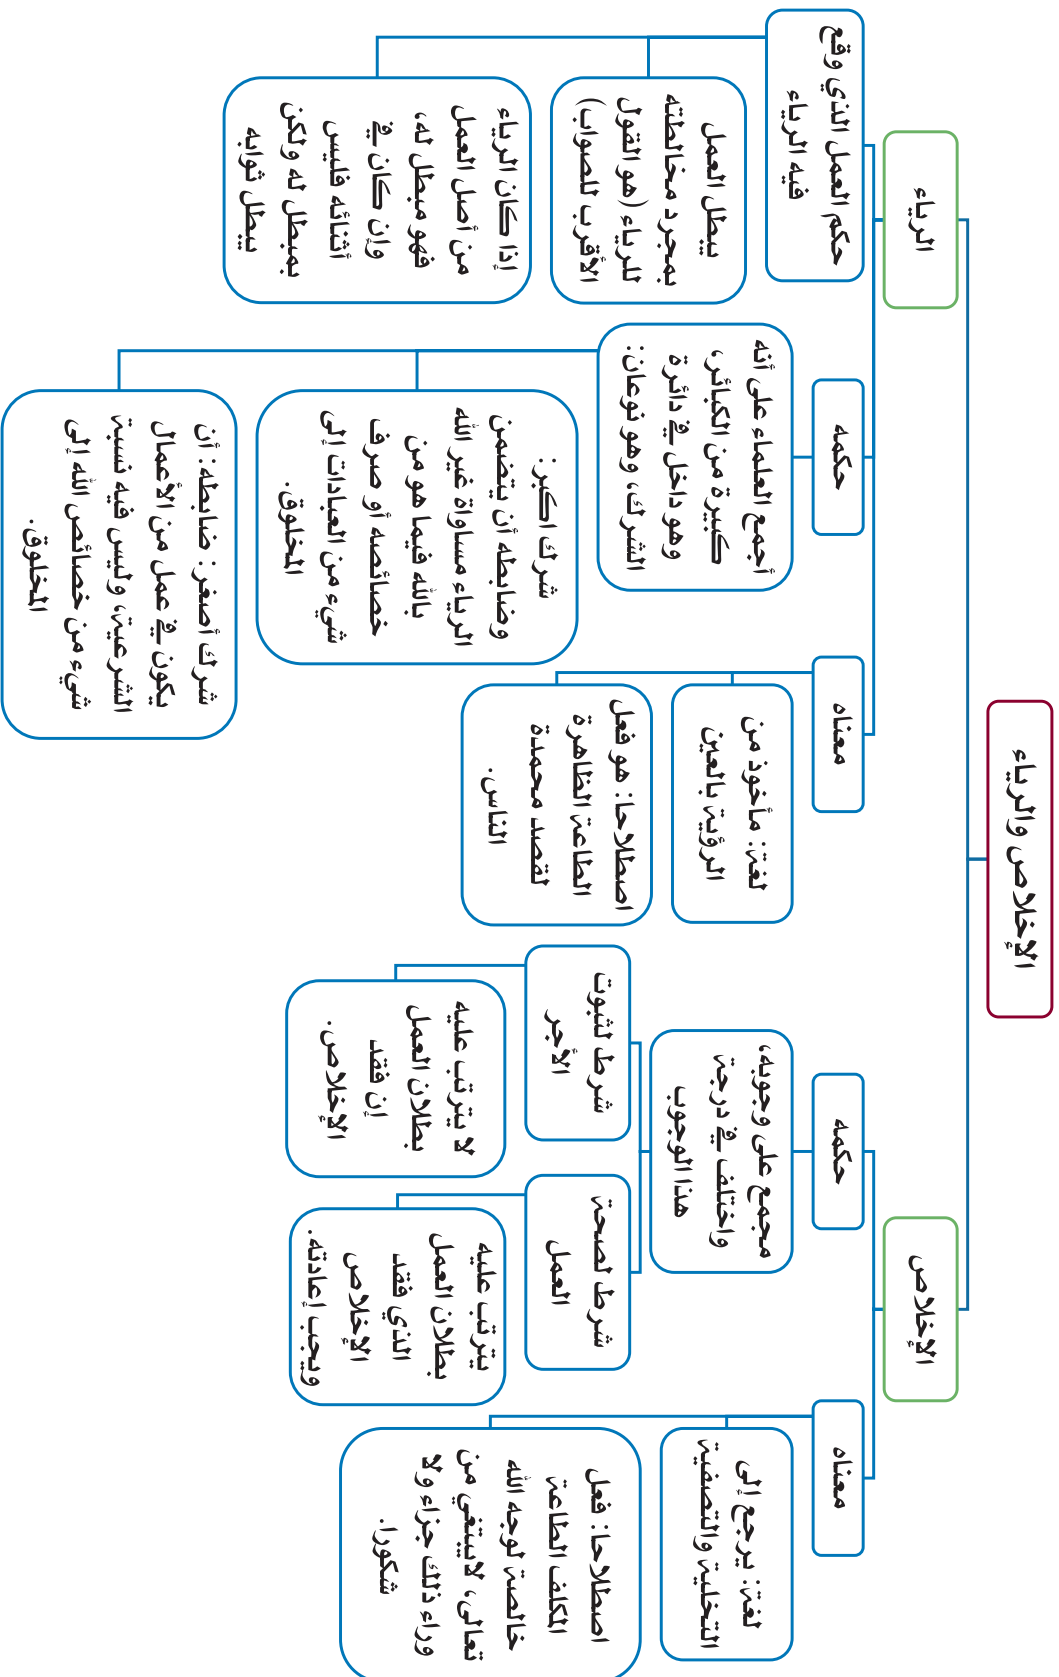 الإخلاص والرياء
الإخلاص
معناه
لغة: يرجع إلى
التخلية والتصفية
اصطلاحا: فعل
المكلف الطاعة
خالصة لوجه الله
تعالى، لايبتغي من
وراء ذلك جزاء ولا
شكورا.
حكمه
مجمع على وجوبه،
واختلف في درجة
هذا الوجوب
شرط لصحة
العمل
يترتب عليه
بطلان العمل
الذي فقد
الإخلاص
ويجب إعادته.
شرط لثبوت
الأجر
لا يترتب عليه
بطلان العمل
إن فقد
الإخلاص.
الرياء
معناه
لغة: مأخوذ من
الرؤية بالعين
اصطلاحا: هو فعل
الطاعة الظاهرة
لقصد محمدة
الناس.
حكمه
أجمع العلماء على أنه
كبيرة من الكبائر،
وهو داخل في دائرة
الشرك، وهو نوعان:
شرك اكبر:
وضابطه أن يتضمن
الرياء مساواة غير الله
بالله فيما هو من
خصائصه أو صرف
شيء من العبادات إلى
المخلوق.
شرك أصغر: ضابطه: أن
يكون في عمل من الأعمال
الشرعية، وليس فيه نسبة
شيء من خصائص الله إلى
المخلوق.
حكم العمل الذي وقع
فيه الرياء
يبطل العمل
بمجرد مخالطته
للرياء (هو القول
الأقرب للصواب)
إذا كان الرياء
من أصل العمل
فهو مبطل له،
وإن كان في
أثنائه فليس
بمبطل له ولكن
يبطل ثوابه